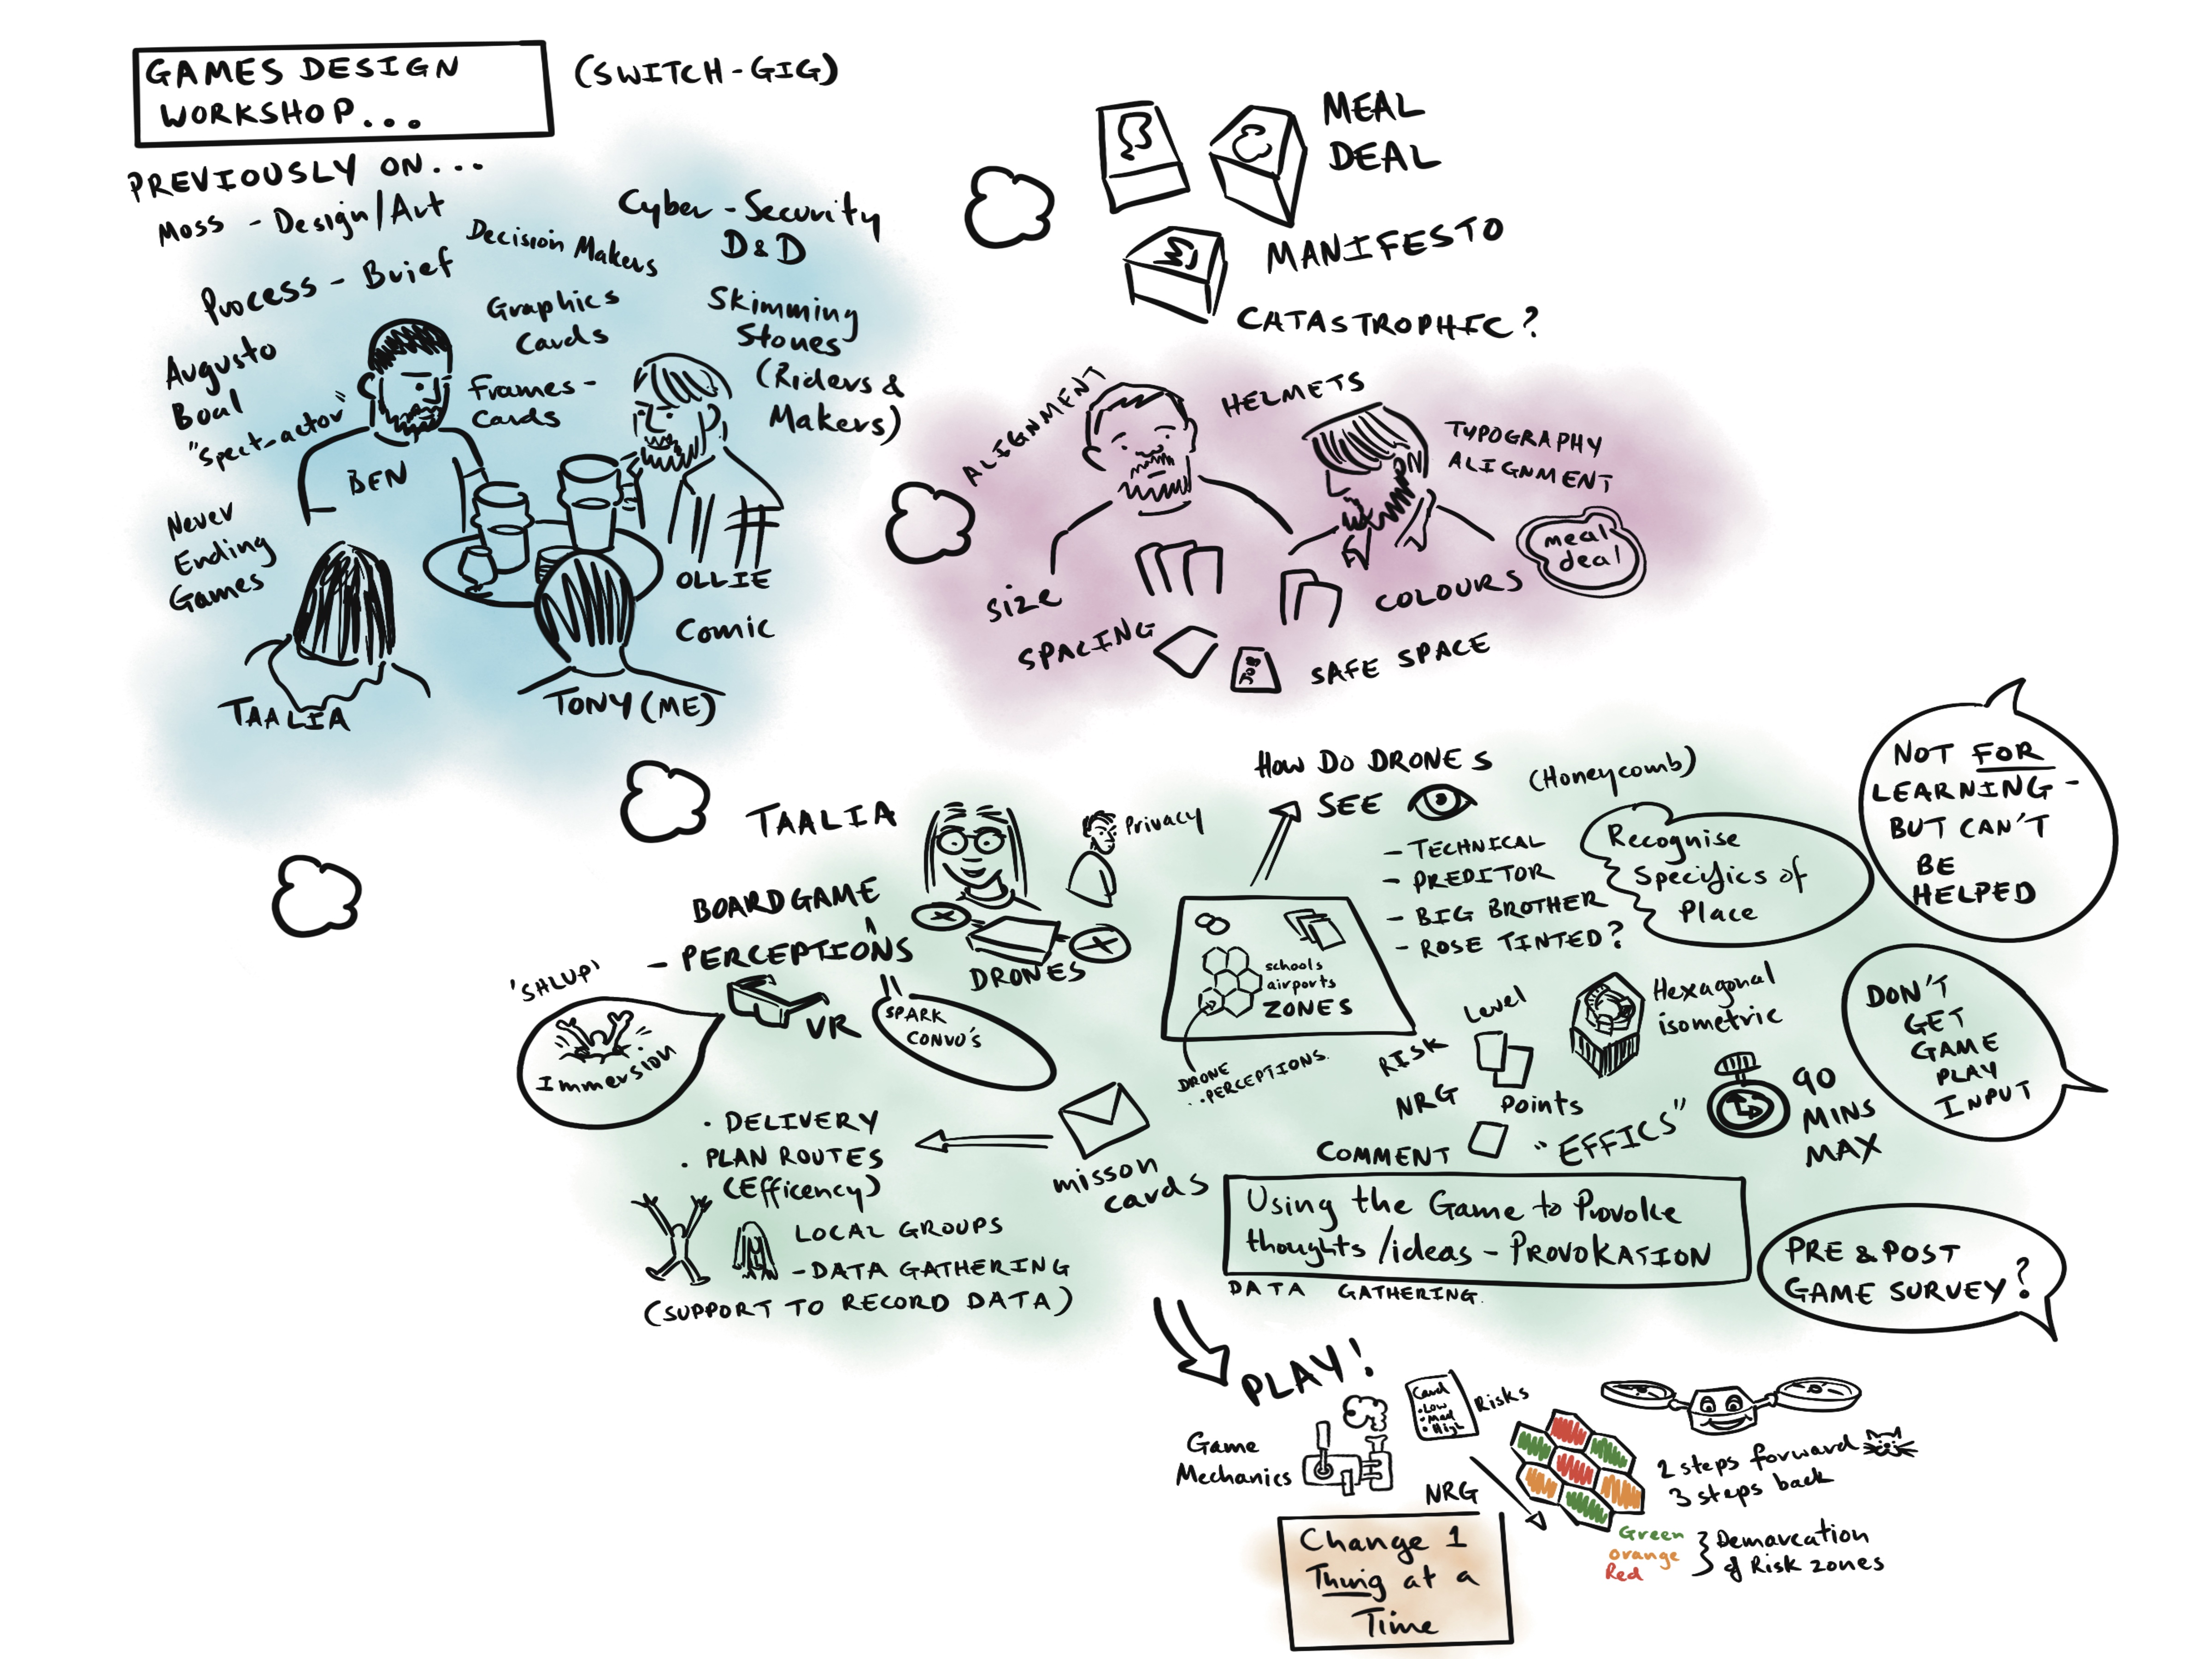 GAMES DESIGN
WORKSHOP...
(SWITCH-GIG)
PREVIOUSLY ON...
Moss - Design/Art
Process - Brief
Decision Makers
Cyber-Security
D&D
Graphics
Cards
Skimming
Stones
(Riders &
Makers)
Augusto
Boal
"Spect-actor"
Frames-
Cards
BEN
Never
Ending
Games
OLLIE
Comic
TAALIA
TONY (ME)
MEAL
DEAL
MANIFESTO
CATASTROPHIC?
ALIGNMENT
HELMETS
TYPOGRAPHY
ALIGNMENT
meal
deal
SIZE
COLOURS
SPACING
SAFE SPACE
TAALIA
Privacy
BOARDGAME
- PERCEPTIONS
DRONES
'SHLUP'
Immersion
VR
SPARK
CONVO'S
HOW DO DRONES
SEE
(Honeycomb)
- TECHNICAL
- PREDITOR
- BIG BROTHER
- ROSE TINTED?
Recognise
Specifics of
Place
NOT FOR
LEARNING -
BUT CAN'T
BE
HELPED
schools
airports
ZONES
DRONE
..PERCEPTIONS.
Level
RISK
NRG
Points
COMMENT
"EFFICS"
Hexagonal
isometric
90
MINS
MAX
DON'T
GET
GAME
PLAY
INPUT
misson
cards
. DELIVERY
. PLAN ROUTES
(Efficency)
LOCAL GROUPS
- DATA GATHERING
(SUPPORT TO RECORD DATA)
Using the Game to Provoke
thoughts/ideas - PROVOKASION
DATA GATHERING.
PRE & POST
GAME SURVEY?
PLAY!
Game
Mechanics
Card
. Low
. Med
. High
Risks
NRG
2 steps forward
3 steps back
Green
orange
Red
Demarcation
of Risk zones
Change 1
Thing at a
Time